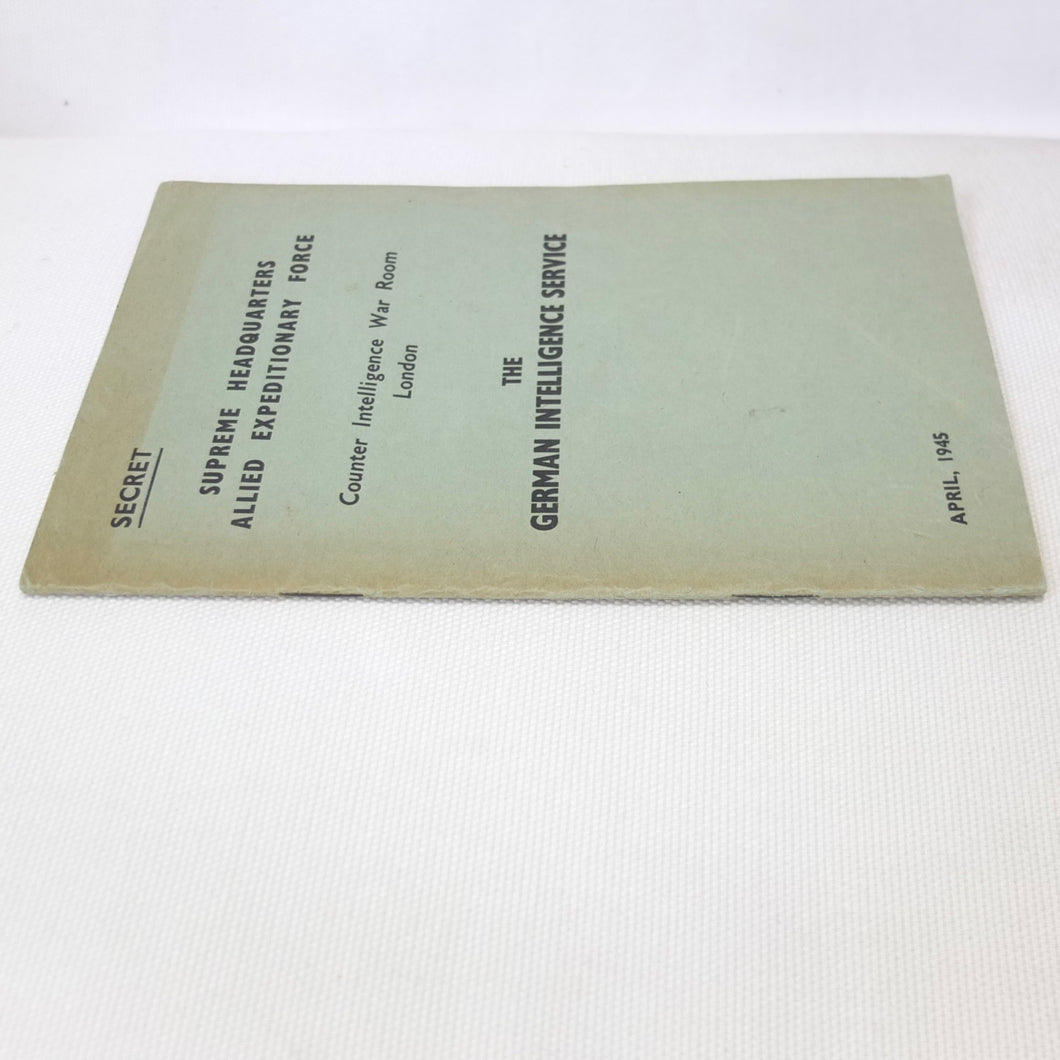 SECRET
SUPREME HEADQUARTERS
ALLIED EXPEDITIONARY FORCE
Counter Intelligence War Room
London
THE
GERMAN INTELLIGENCE SERVICE
APRIL, 1945